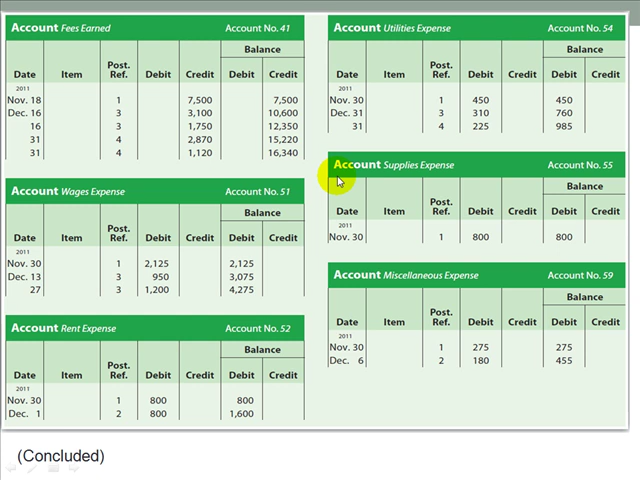 Account Fees Earned Account No. 41
Balance
Date Item Post. Ref. Debit Credit Debit Credit
2011
Nov. 18 1 7,500 7,500
Dec. 16 3 3,100 10,600
16 3 1,750 12,350
31 4 2,870 15,220
31 4 1,120 16,340
Account Wages Expense Account No. 51
Balance
Date Item Post. Ref. Debit Credit Debit Credit
2011
Nov. 30 1 2,125 2,125
Dec. 13 3 950 3,075
27 3 1,200 4,275
Account Rent Expense Account No. 52
Balance
Date Item Post. Ref. Debit Credit Debit Credit
2011
Nov. 30 1 800 800
Dec. 1 2 800 1,600
Account Utilities Expense Account No. 54
Balance
Date Item Post. Ref. Debit Credit Debit Credit
2011
Nov. 30 1 450 450
Dec. 31 3 310 760
31 4 225 985
Account Supplies Expense Account No. 55
Balance
Date Item Post. Ref. Debit Credit Debit Credit
2011
Nov. 30 1 800 800
Account Miscellaneous Expense Account No. 59
Balance
Date Item Post. Ref. Debit Credit Debit Credit
2011
Nov. 30 1 275 275
Dec. 6 2 180 455
(Concluded)